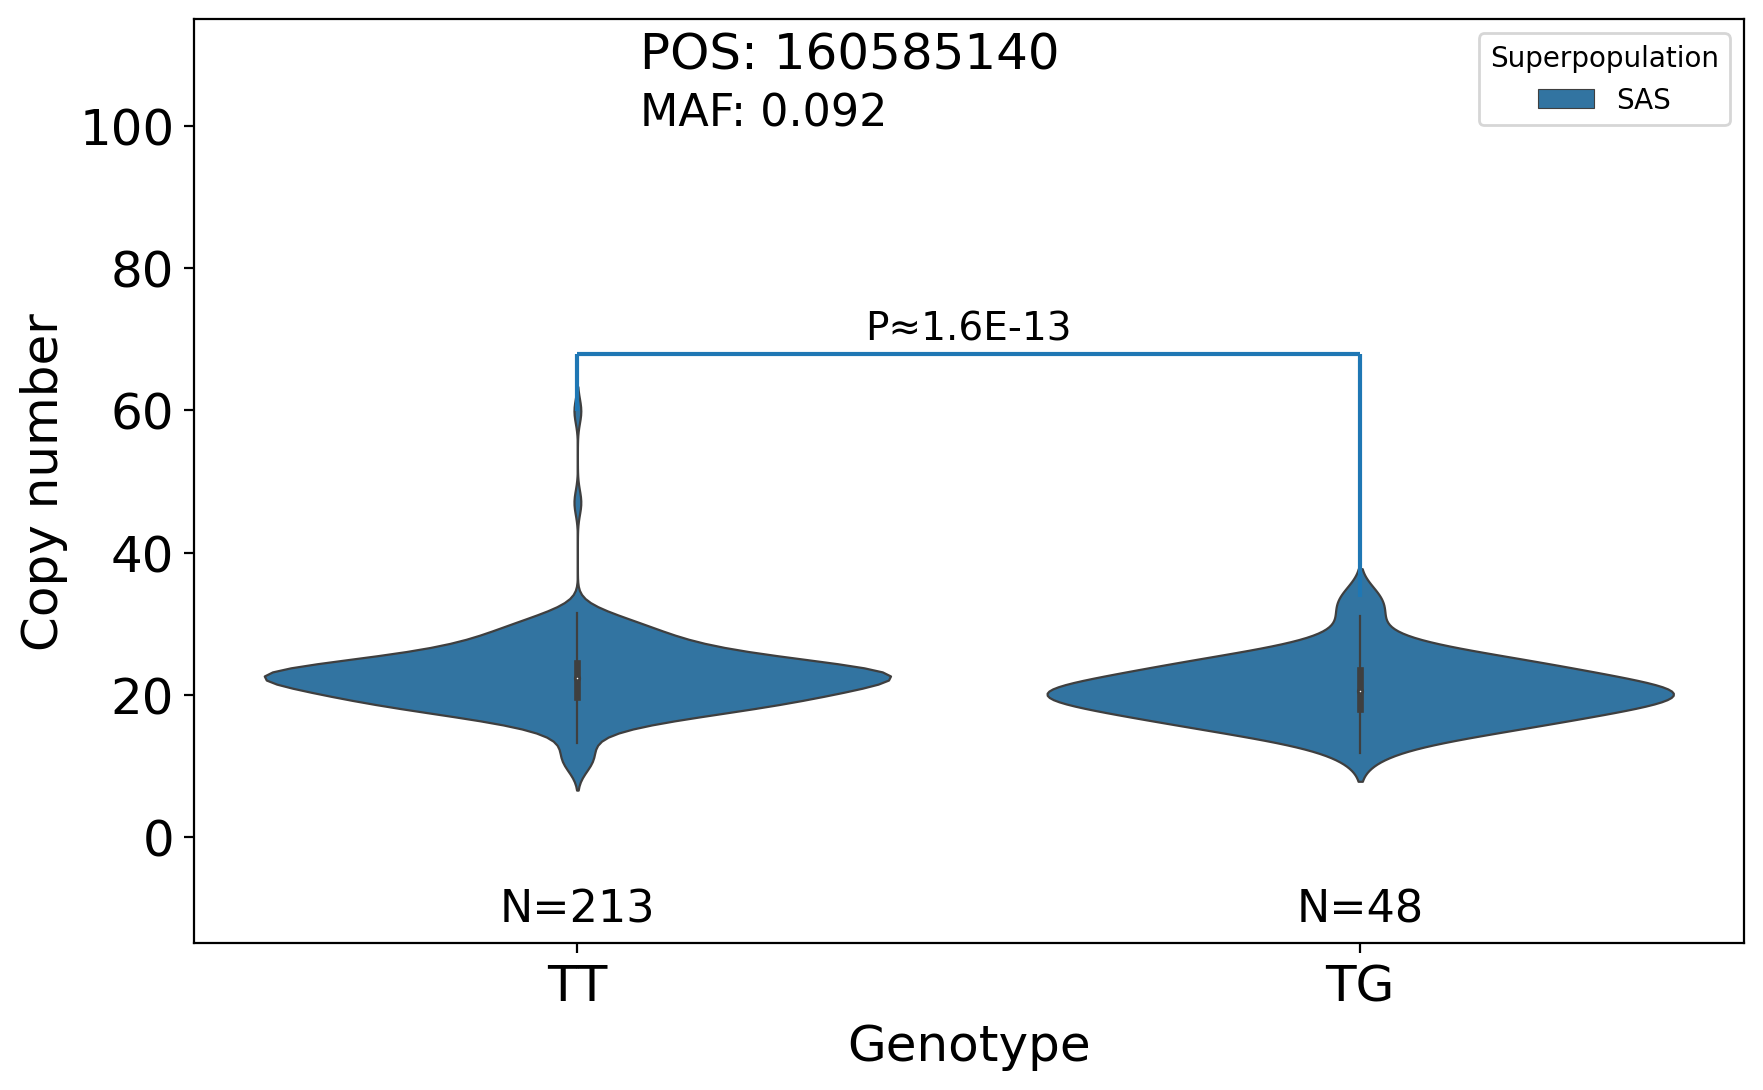 POS: 160585140
MAF: 0.092
Superpopulation
SAS
100
80
60
40
20
0
Copy number
P≈1.6E-13
N=213
N=48
TT
TG
Genotype